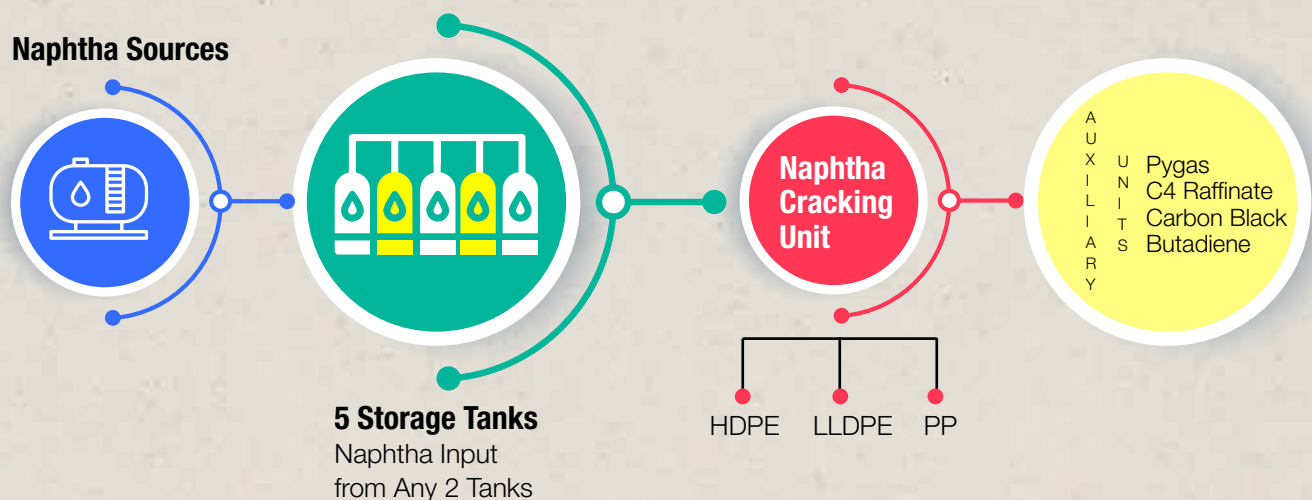 Naphtha Sources
5 Storage Tanks
Naphtha Input
from Any 2 Tanks
Naphtha
Cracking
Unit
HDPE
LLDPE
PP
AUXILIARY
UNITS
Pygas
C4 Raffinate
Carbon Black
Butadiene